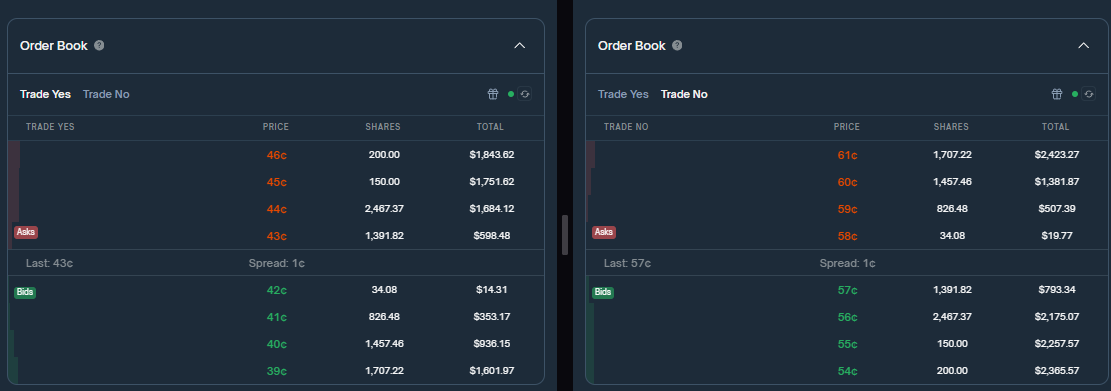 Order Book ?
Trade Yes Trade No
TRADE YES PRICE SHARES TOTAL
46¢ 200.00 $1,843.62
45¢ 150.00 $1,751.62
44¢ 2,467.37 $1,684.12
Asks 43¢ 1,391.82 $598.48
Last: 43¢ Spread: 1¢
Bids 42¢ 34.08 $14.31
41¢ 826.48 $353.17
40¢ 1,457.46 $936.15
39¢ 1,707.22 $1,601.97
Order Book ?
Trade Yes Trade No
TRADE NO PRICE SHARES TOTAL
61¢ 1,707.22 $2,423.27
60¢ 1,457.46 $1,381.87
59¢ 826.48 $507.39
Asks 58¢ 34.08 $19.77
Last: 57¢ Spread: 1¢
Bids 57¢ 1,391.82 $793.34
56¢ 2,467.37 $2,175.07
55¢ 150.00 $2,257.57
54¢ 200.00 $2,365.57